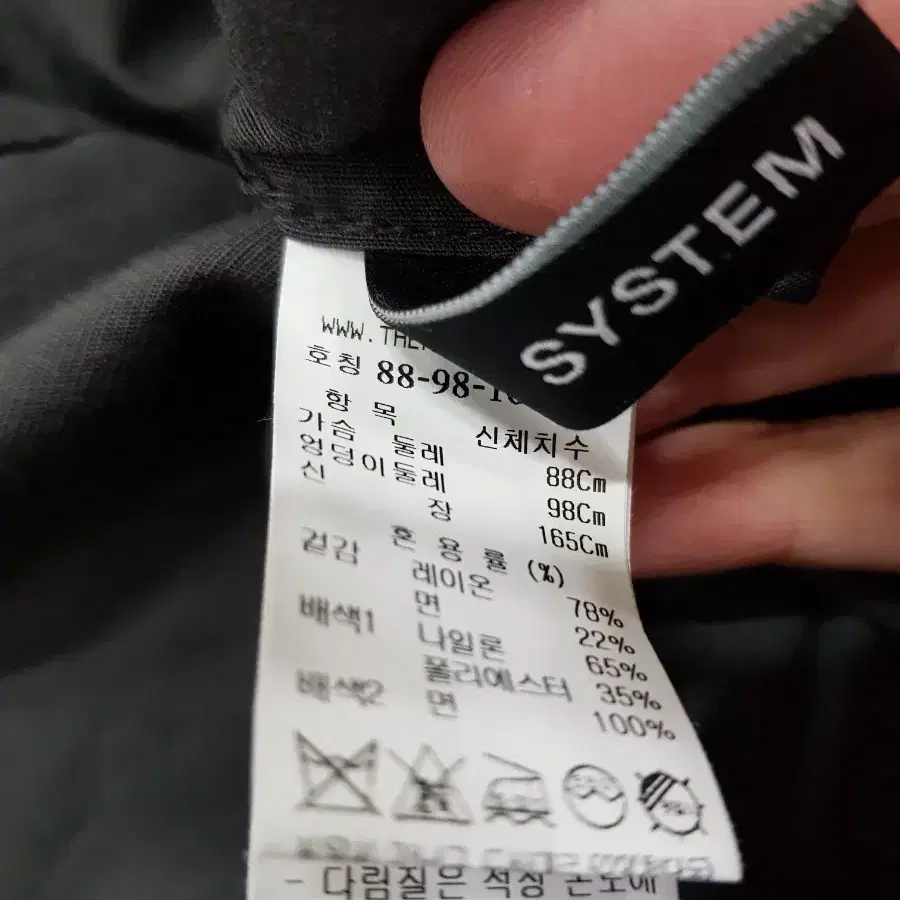 SYSTEM
WWW.THE
호칭 88-98-1
항 목 신체치수
가슴 둘레 88Cm
엉덩이둘레 98Cm
신 장 165Cm
혼 용 률 (%)
겉감 레이온 78%
면 22%
배색1 나일론 65%
폴리에스터 35%
배색2 면 100%
- 다림질은 적정 온도에